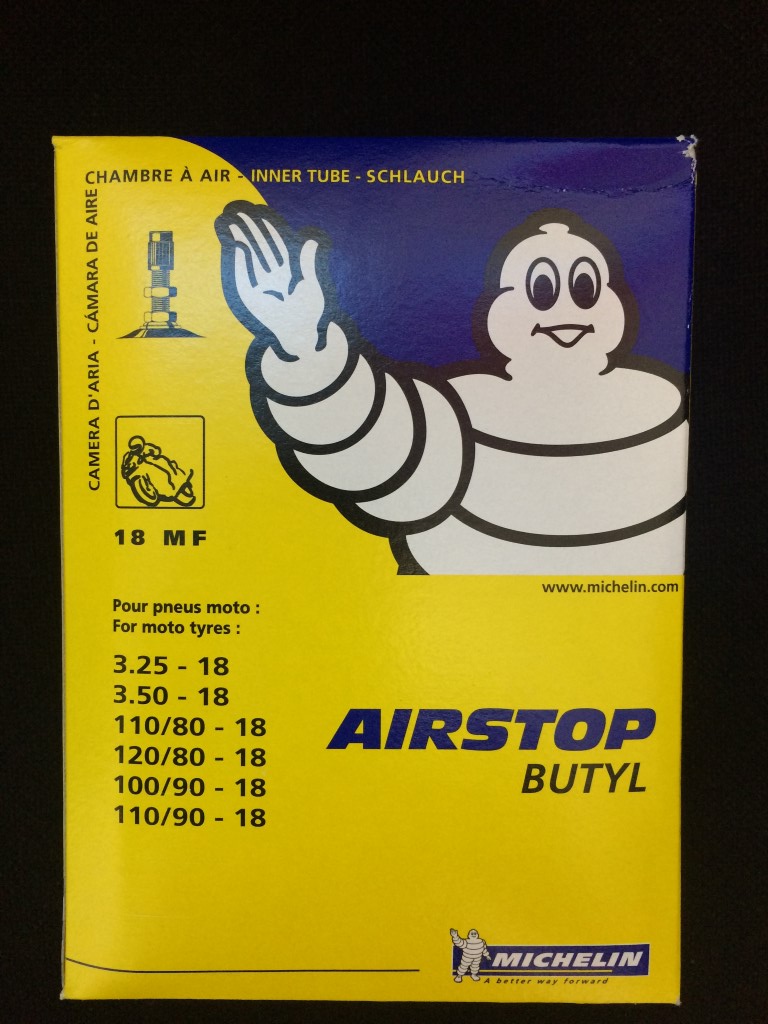 CHAMBRE À AIR - INNER TUBE - SCHLAUCH
CAMERA D'ARIA - CÁMARA DE AIRE
18 MF
www.michelin.com
Pour pneus moto :
For moto tyres :
3.25 - 18
3.50 - 18
110/80 - 18
120/80 - 18
100/90 - 18
110/90 - 18
AIRSTOP
BUTYL
MICHELIN
A better way forward